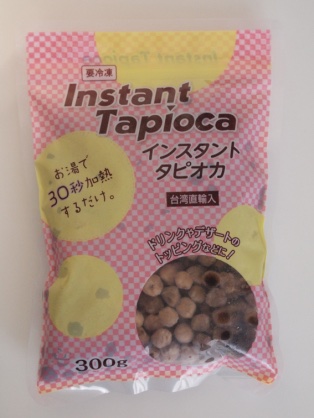 Instant Tapioca
要冷凍
Instant
Tapioca
インスタント
タピオカ
お湯で
30秒加熱
するだけ。
台湾直輸入
ドリンクやデザートの
トッピングなどに!
300g